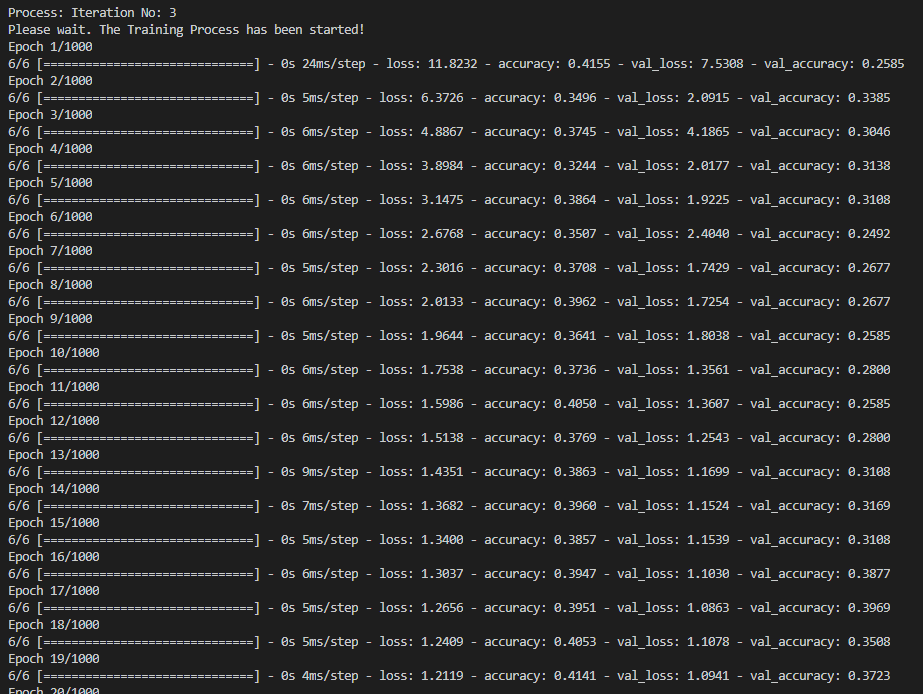 Process: Iteration No: 3
Please wait. The Training Process has been started!
Epoch 1/1000
6/6 [==============================] - 0s 24ms/step - loss: 11.8232 - accuracy: 0.4155 - val_loss: 7.5308 - val_accuracy: 0.2585
Epoch 2/1000
6/6 [==============================] - 0s 5ms/step - loss: 6.3726 - accuracy: 0.3496 - val_loss: 2.0915 - val_accuracy: 0.3385
Epoch 3/1000
6/6 [==============================] - 0s 6ms/step - loss: 4.8867 - accuracy: 0.3745 - val_loss: 4.1865 - val_accuracy: 0.3046
Epoch 4/1000
6/6 [==============================] - 0s 6ms/step - loss: 3.8984 - accuracy: 0.3244 - val_loss: 2.0177 - val_accuracy: 0.3138
Epoch 5/1000
6/6 [==============================] - 0s 6ms/step - loss: 3.1475 - accuracy: 0.3864 - val_loss: 1.9225 - val_accuracy: 0.3108
Epoch 6/1000
6/6 [==============================] - 0s 6ms/step - loss: 2.6768 - accuracy: 0.3507 - val_loss: 2.4040 - val_accuracy: 0.2492
Epoch 7/1000
6/6 [==============================] - 0s 5ms/step - loss: 2.3016 - accuracy: 0.3708 - val_loss: 1.7429 - val_accuracy: 0.2677
Epoch 8/1000
6/6 [==============================] - 0s 6ms/step - loss: 2.0133 - accuracy: 0.3962 - val_loss: 1.7254 - val_accuracy: 0.2677
Epoch 9/1000
6/6 [==============================] - 0s 5ms/step - loss: 1.9644 - accuracy: 0.3641 - val_loss: 1.8038 - val_accuracy: 0.2585
Epoch 10/1000
6/6 [==============================] - 0s 6ms/step - loss: 1.7538 - accuracy: 0.3736 - val_loss: 1.3561 - val_accuracy: 0.2800
Epoch 11/1000
6/6 [==============================] - 0s 6ms/step - loss: 1.5986 - accuracy: 0.4050 - val_loss: 1.3607 - val_accuracy: 0.2585
Epoch 12/1000
6/6 [==============================] - 0s 6ms/step - loss: 1.5138 - accuracy: 0.3769 - val_loss: 1.2543 - val_accuracy: 0.2800
Epoch 13/1000
6/6 [==============================] - 0s 9ms/step - loss: 1.4351 - accuracy: 0.3863 - val_loss: 1.1699 - val_accuracy: 0.3108
Epoch 14/1000
6/6 [==============================] - 0s 7ms/step - loss: 1.3682 - accuracy: 0.3960 - val_loss: 1.1524 - val_accuracy: 0.3169
Epoch 15/1000
6/6 [==============================] - 0s 5ms/step - loss: 1.3400 - accuracy: 0.3857 - val_loss: 1.1539 - val_accuracy: 0.3108
Epoch 16/1000
6/6 [==============================] - 0s 6ms/step - loss: 1.3037 - accuracy: 0.3947 - val_loss: 1.1030 - val_accuracy: 0.3877
Epoch 17/1000
6/6 [==============================] - 0s 5ms/step - loss: 1.2656 - accuracy: 0.3951 - val_loss: 1.0863 - val_accuracy: 0.3969
Epoch 18/1000
6/6 [==============================] - 0s 5ms/step - loss: 1.2409 - accuracy: 0.4053 - val_loss: 1.1078 - val_accuracy: 0.3508
Epoch 19/1000
6/6 [==============================] - 0s 4ms/step - loss: 1.2119 - accuracy: 0.4141 - val_loss: 1.0941 - val_accuracy: 0.3723
Epoch 20/1000